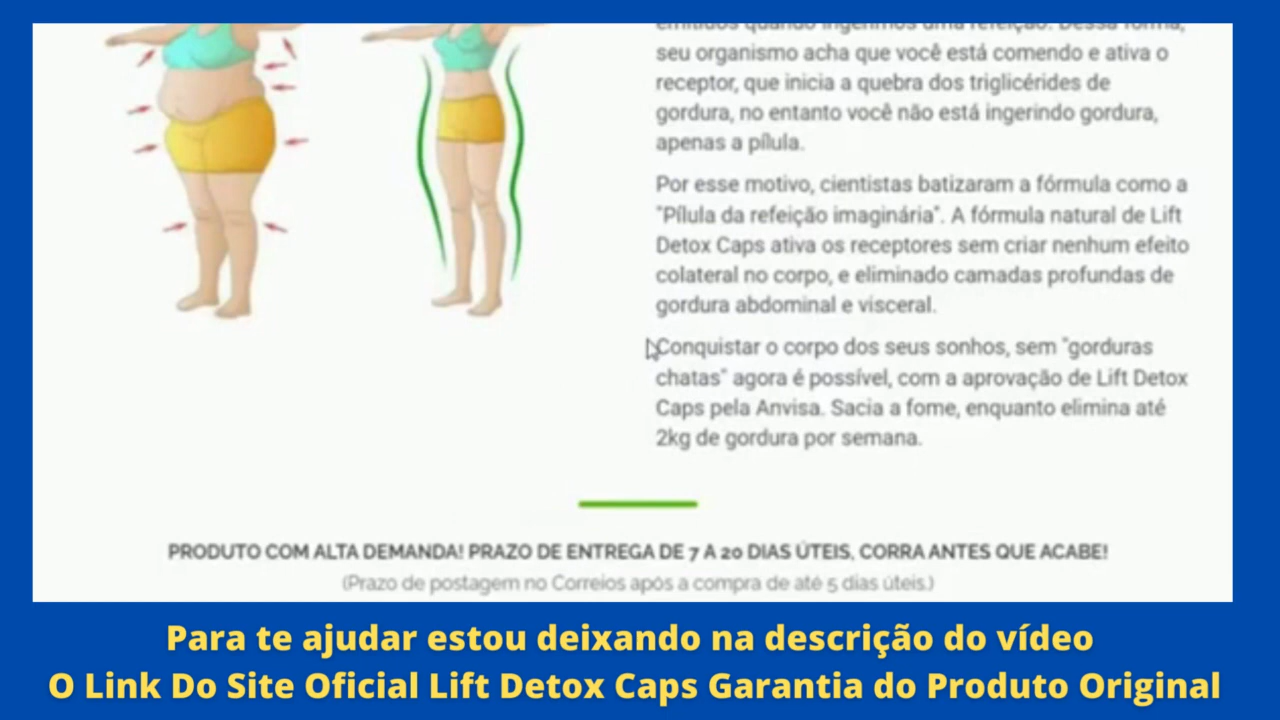 emitidos quando ingerimos uma refeição. Dessa forma,
seu organismo acha que você está comendo e ativa o
receptor, que inicia a quebra dos triglicérides de
gordura, no entanto você não está ingerindo gordura,
apenas a pílula.
Por esse motivo, cientistas batizaram a fórmula como a
"Pílula da refeição imaginária". A fórmula natural de Lift
Detox Caps ativa os receptores sem criar nenhum efeito
colateral no corpo, e eliminado camadas profundas de
gordura abdominal e visceral.
Conquistar o corpo dos seus sonhos, sem "gorduras
chatas" agora é possível, com a aprovação de Lift Detox
Caps pela Anvisa. Sacia a fome, enquanto elimina até
2kg de gordura por semana.
PRODUTO COM ALTA DEMANDA! PRAZO DE ENTREGA DE 7 A 20 DIAS ÚTEIS, CORRA ANTES QUE ACABE!
(Prazo de postagem no Correios após a compra de até 5 dias úteis.)
Para te ajudar estou deixando na descrição do vídeo
O Link Do Site Oficial Lift Detox Caps Garantia do Produto Original